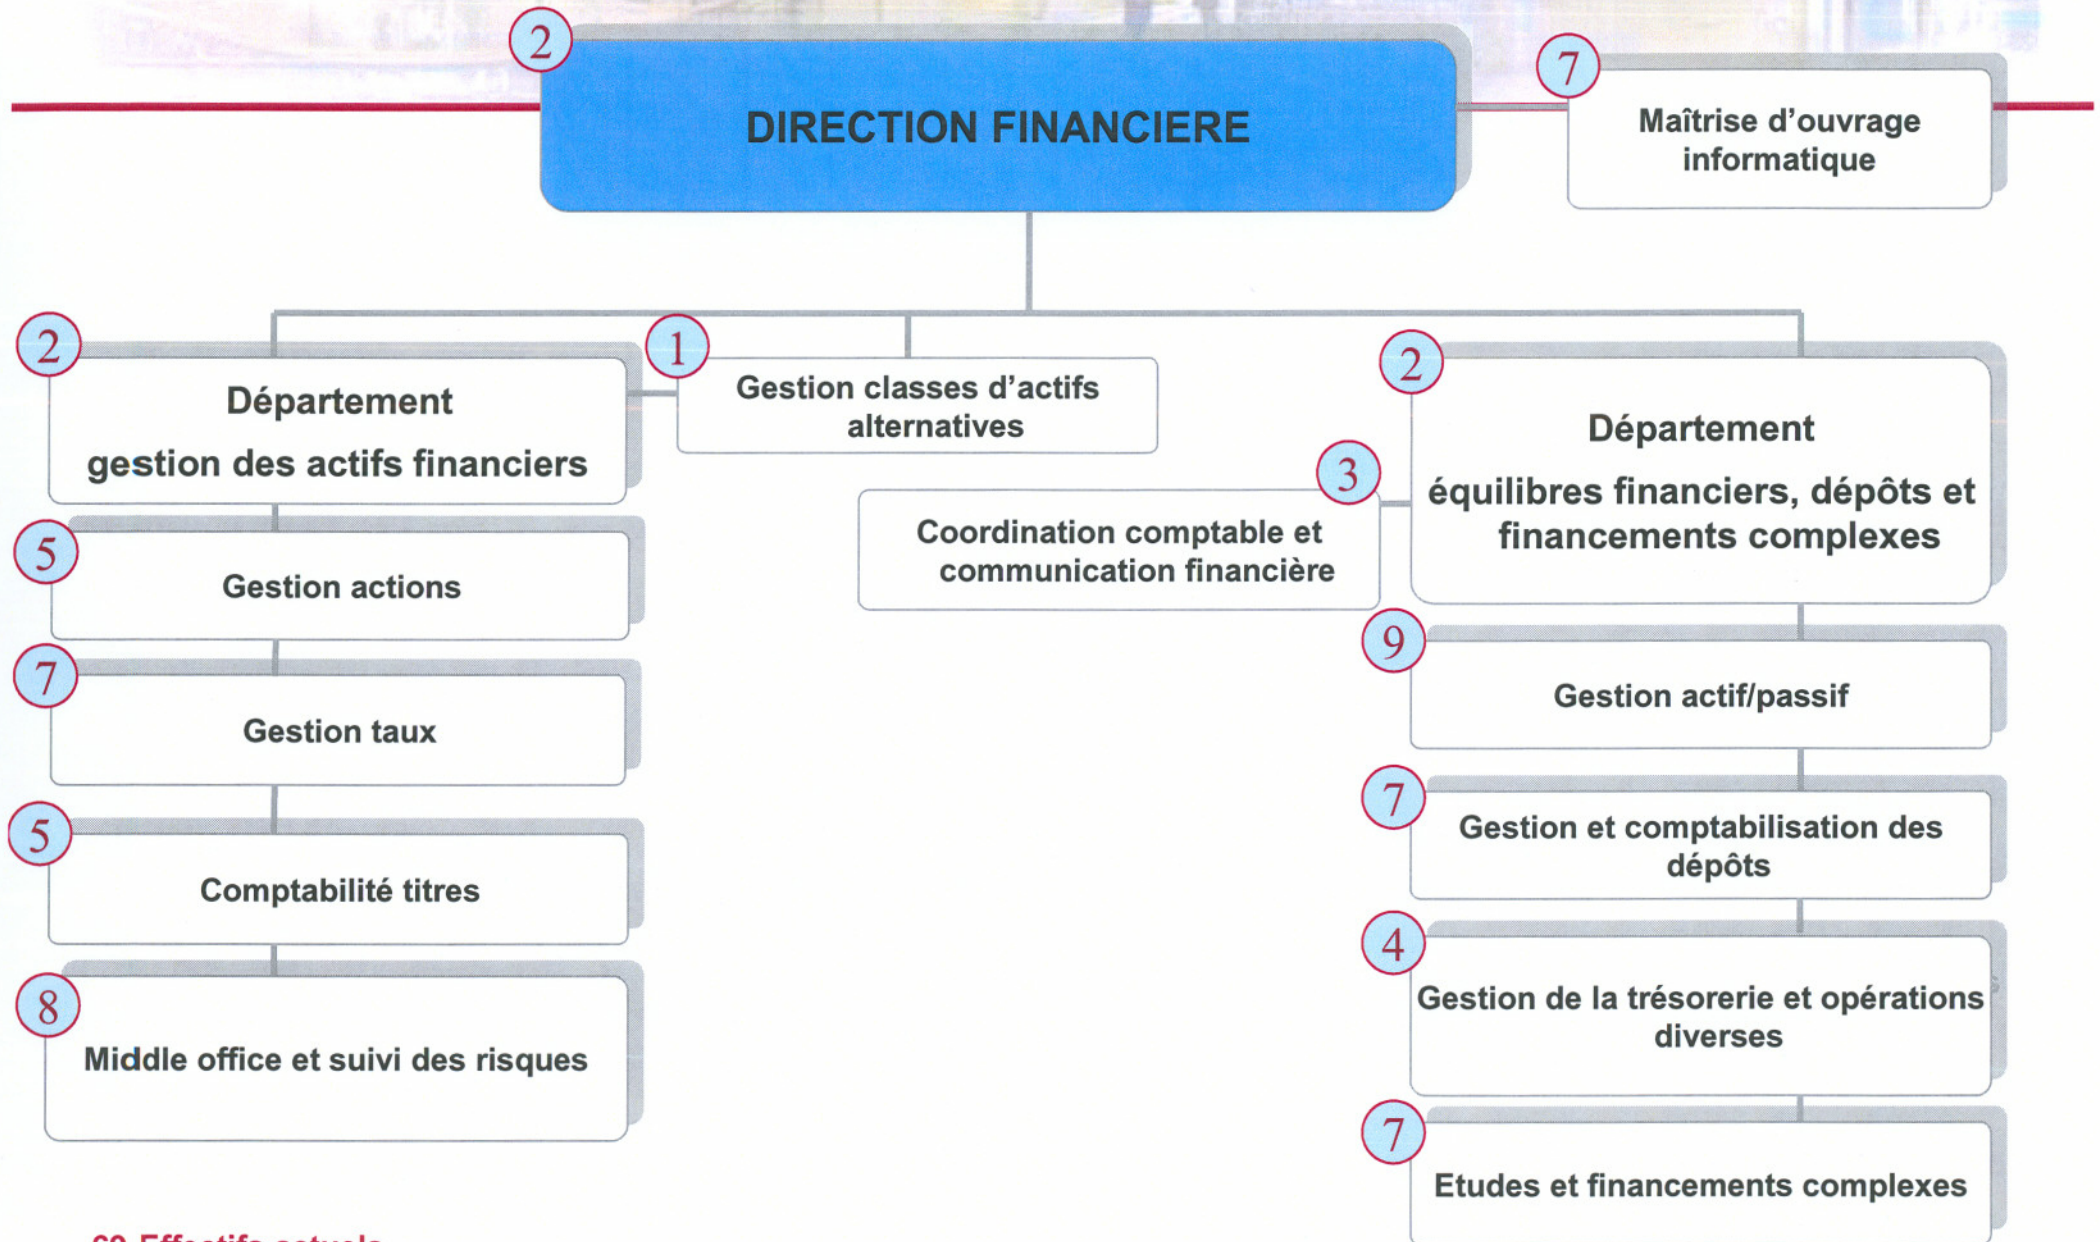 2
DIRECTION FINANCIERE
7
Maîtrise d'ouvrage
informatique
2
Département
gestion des actifs financiers
1
Gestion classes d'actifs
alternatives
2
Département
équilibres financiers, dépôts et
financements complexes
3
Coordination comptable et
communication financière
5
Gestion actions
7
Gestion taux
5
Comptabilité titres
8
Middle office et suivi des risques
9
Gestion actif/passif
7
Gestion et comptabilisation des
dépôts
4
Gestion de la trésorerie et opérations
diverses
7
Etudes et financements complexes
Effectifs actuels